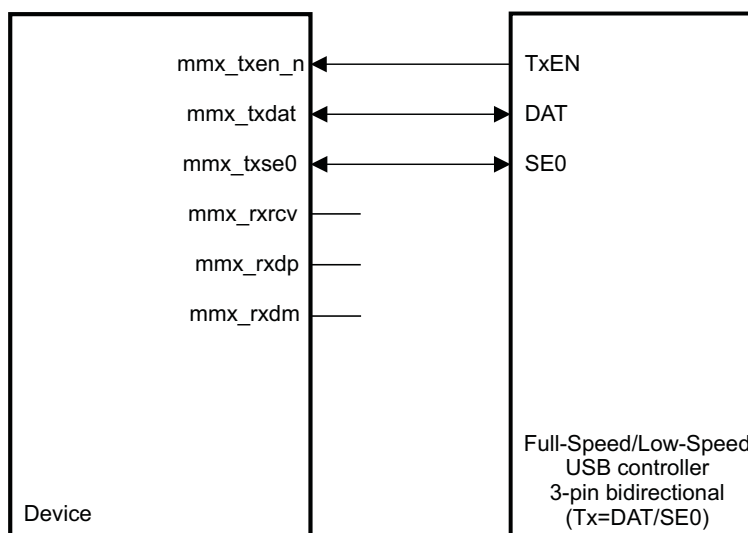 mmx_txen_n
TxEN
mmx_txdat
DAT
mmx_txse0
SE0
mmx_rxrcv
mmx_rxdp
mmx_rxdm
Full-Speed/Low-Speed
USB controller
3-pin bidirectional
(Tx=DAT/SE0)
Device